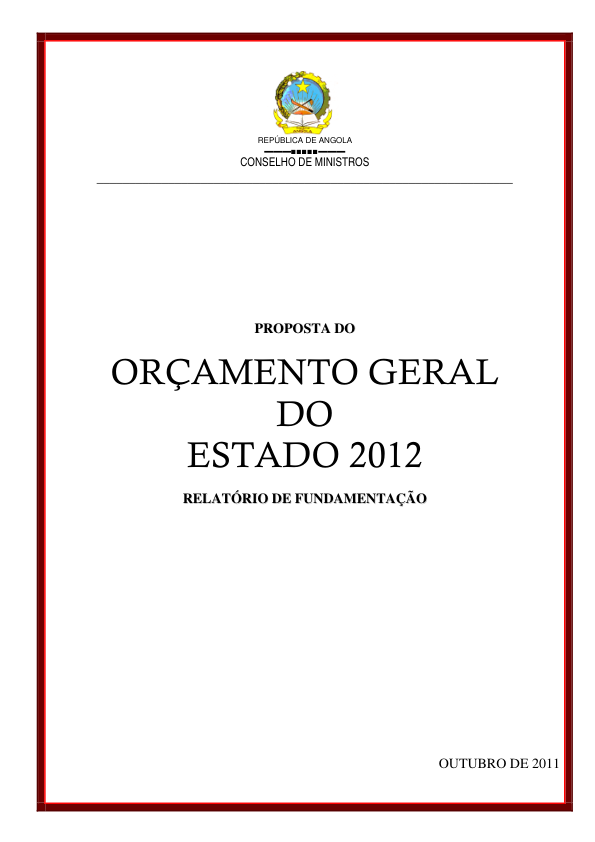 REPÚBLICA DE ANGOLA
CONSELHO DE MINISTROS
PROPOSTA DO
ORÇAMENTO GERAL
DO
ESTADO 2012
RELATÓRIO DE FUNDAMENTAÇÃO
OUTUBRO DE 2011